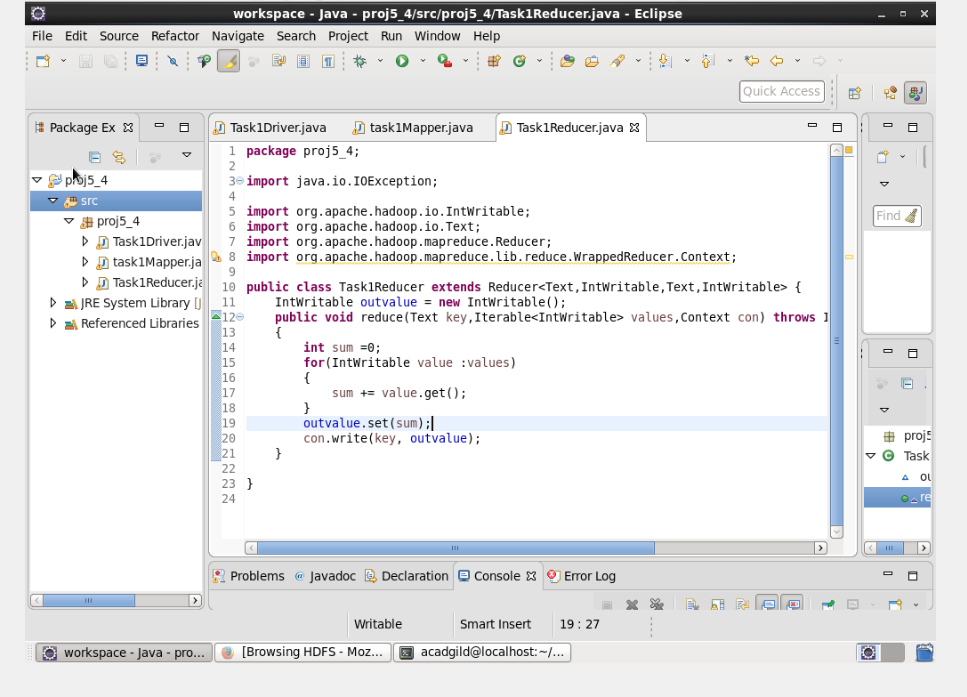 workspace - Java - proj5_4/src/proj5_4/Task1Reducer.java - Eclipse
File Edit Source Refactor Navigate Search Project Run Window Help
Quick Access
Package Ex
Task1Driver.java task1Mapper.java Task1Reducer.java
proj5_4
src
proj5_4
Task1Driver.jav
task1Mapper.ja
Task1Reducer.ja
JRE System Library [J
Referenced Libraries
1 package proj5_4;
2
3 import java.io.IOException;
4
5 import org.apache.hadoop.io.IntWritable;
6 import org.apache.hadoop.io.Text;
7 import org.apache.hadoop.mapreduce.Reducer;
8 import org.apache.hadoop.mapreduce.lib.reduce.WrappedReducer.Context;
9
10 public class Task1Reducer extends Reducer<Text,IntWritable,Text,IntWritable> {
11 IntWritable outvalue = new IntWritable();
12 public void reduce(Text key,Iterable<IntWritable> values,Context con) throws I
13 {
14 int sum =0;
15 for(IntWritable value :values)
16 {
17 sum += value.get();
18 }
19 outvalue.set(sum);
20 con.write(key, outvalue);
21 }
22
23 }
24
Find
proj5
Task
ou
re
Problems @ Javadoc Declaration Console Error Log
Writable Smart Insert 19 : 27
workspace - Java - pro... [Browsing HDFS - Moz... acadgild@localhost:~/...